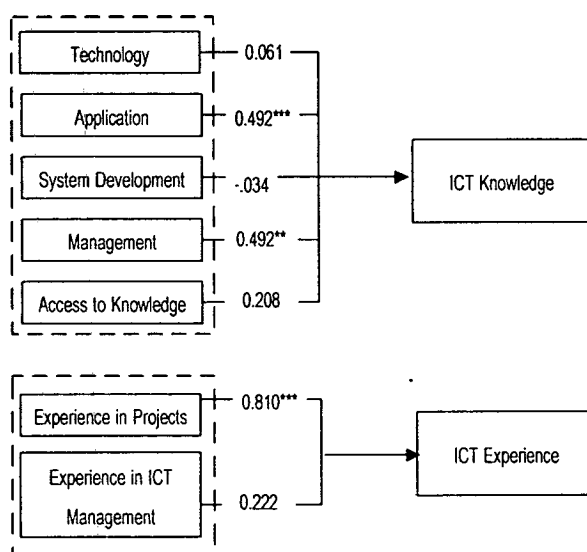 Technology 0.061
Application 0.492***
ICT Knowledge
System Development -.034
Management 0.492**
Access to Knowledge 0.208
Experience in Projects 0.810***
ICT Experience
Experience in ICT
Management 0.222